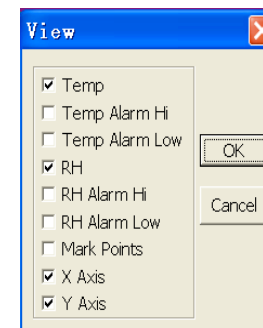 View
Temp
Temp Alarm Hi
Temp Alarm Low
RH
RH Alarm Hi
RH Alarm Low
Mark Points
X Axis
Y Axis
OK
Cancel